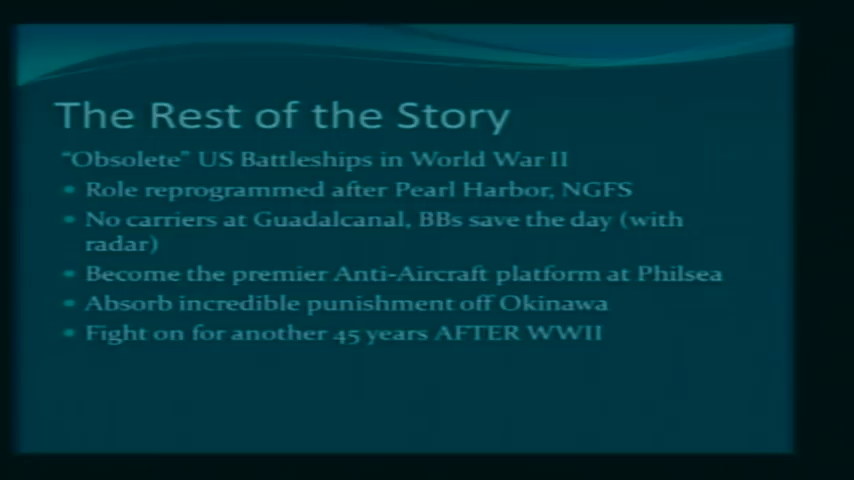 The Rest of the Story
“Obsolete” US Battleships in World War II
• Role reprogrammed after Pearl Harbor, NGFS
• No carriers at Guadalcanal, BBs save the day (with
radar)
• Become the premier Anti-Aircraft platform at Philsea
• Absorb incredible punishment off Okinawa
• Fight on for another 45 years AFTER WWII